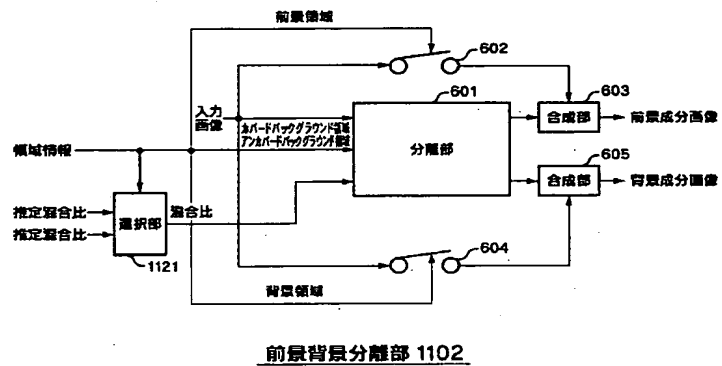 前景領域
602
601
603
入力
画像
カバードバックグラウンド領域
アンカバードバックグラウンド領域
分離部
合成部
前景成分画像
領域情報
605
合成部
背景成分画像
推定混合比
推定混合比
選択部
混合比
1121
604
背景領域
前景背景分離部 1102